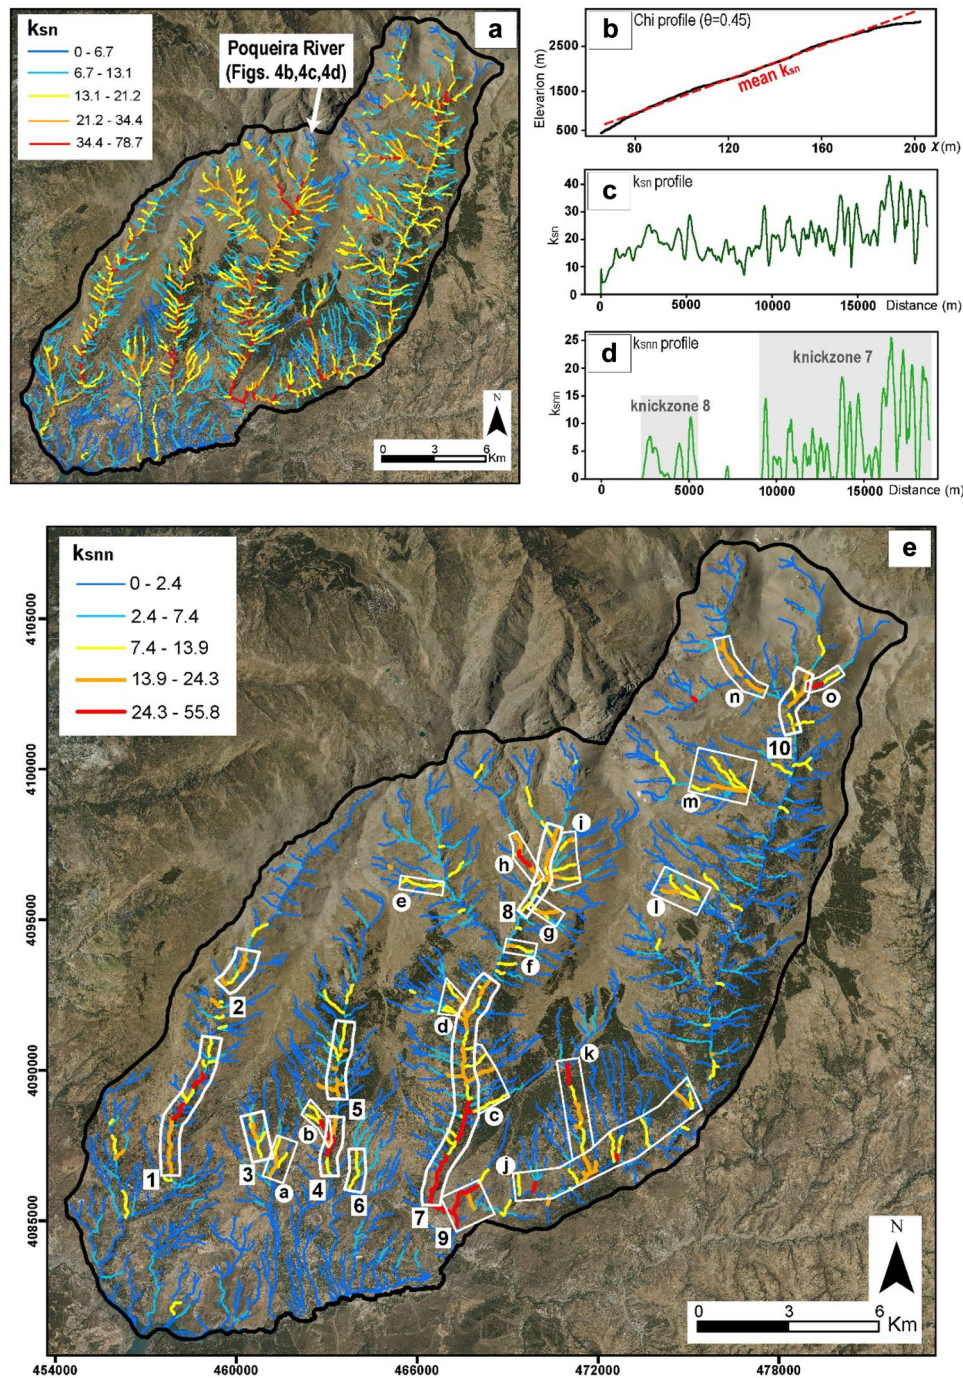 ksn
0 - 6.7
6.7 - 13.1
13.1 - 21.2
21.2 - 34.4
34.4 - 78.7
Poqueira River
(Figs. 4b,4c,4d)
a
N
0 3 6
Km
b
Chi profile (θ=0.45)
Elevarion (m)
2500
1500
500
mean ksn
80 120 160 200 χ(m)
c
ksn profile
ksn
40
30
20
10
0
0 5000 10000 15000 Distance (m)
d
ksnn profile
ksnn
25
20
15
10
5
0
knickzone 7
knickzone 8
0 5000 10000 15000 Distance (m)
e
ksnn
0 - 2.4
2.4 - 7.4
7.4 - 13.9
13.9 - 24.3
24.3 - 55.8
4105000
4100000
4095000
4090000
4085000
n
o
10
m
i
h
e
l
8
g
f
2
d
k
5
c
b
1
3
a
4
6
j
7
9
N
0 3 6
Km
454000 460000 466000 472000 478000